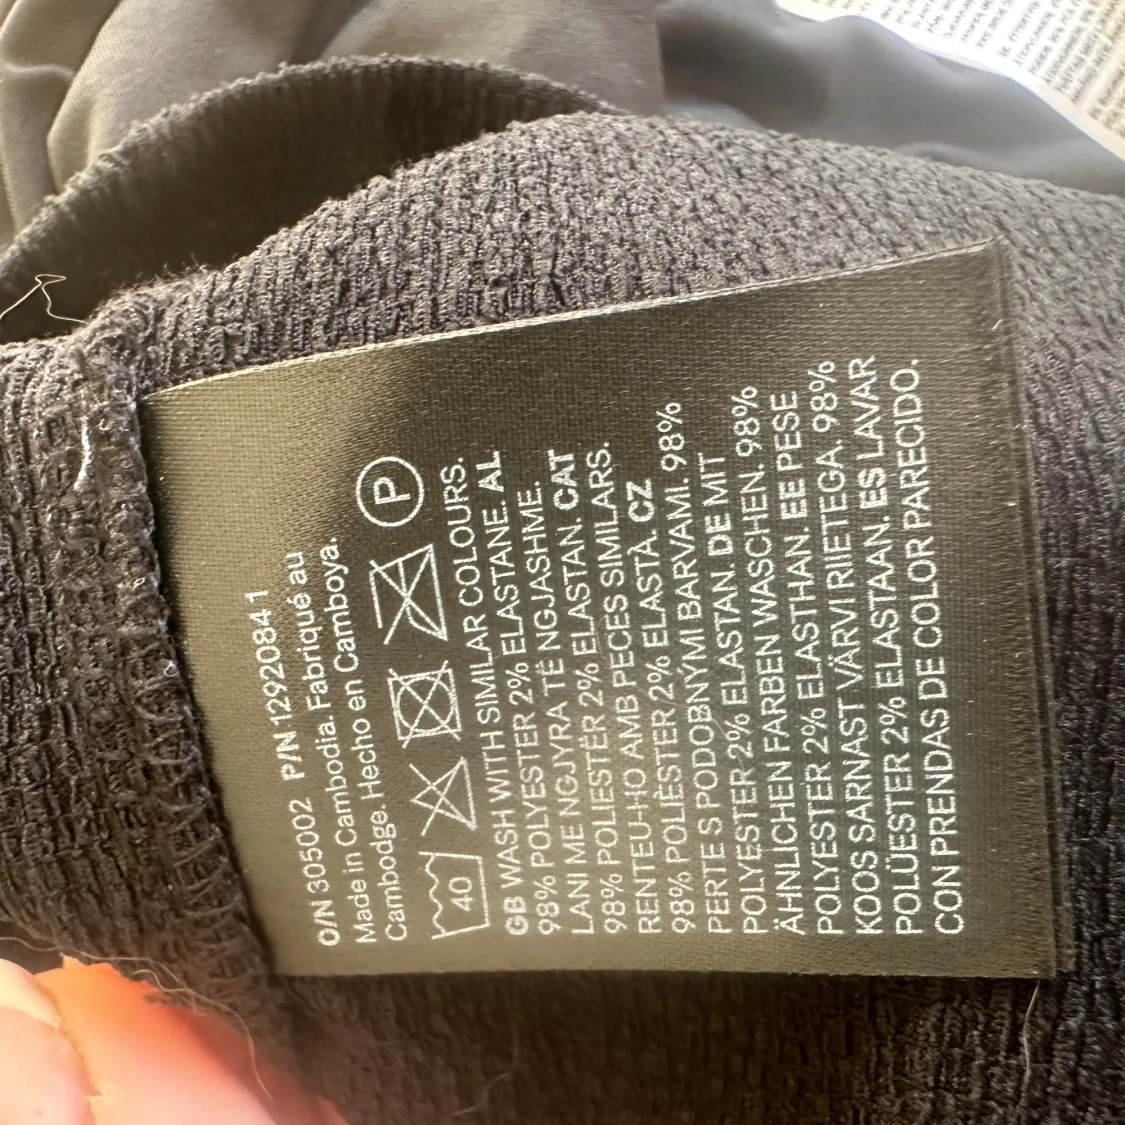 O/N 305002 P/N 1292084 1
Made in Cambodia. Fabriqué au
Cambodge. Hecho en Camboya.
40
P
GB WASH WITH SIMILAR COLOURS.
98% POLYESTER 2% ELASTANE. AL
LANI ME NGJYRA TË NGJASHME.
98% POLIESTËR 2% ELASTAN. CAT
RENTEU-HO AMB PECES SIMILARS.
98% POLIÈSTER 2% ELASTÀ. CZ
PERTE S PODOBNÝMI BARVAMI. 98%
POLYESTER 2% ELASTAN. DE MIT
ÄHNLICHEN FARBEN WASCHEN. 98%
POLYESTER 2% ELASTHAN. EE PESE
KOOS SARNAST VÄRVI RIETEGA. 98%
POLÜESTER 2% ELASTAAN. ES LAVAR
CON PRENDAS DE COLOR PARECIDO.